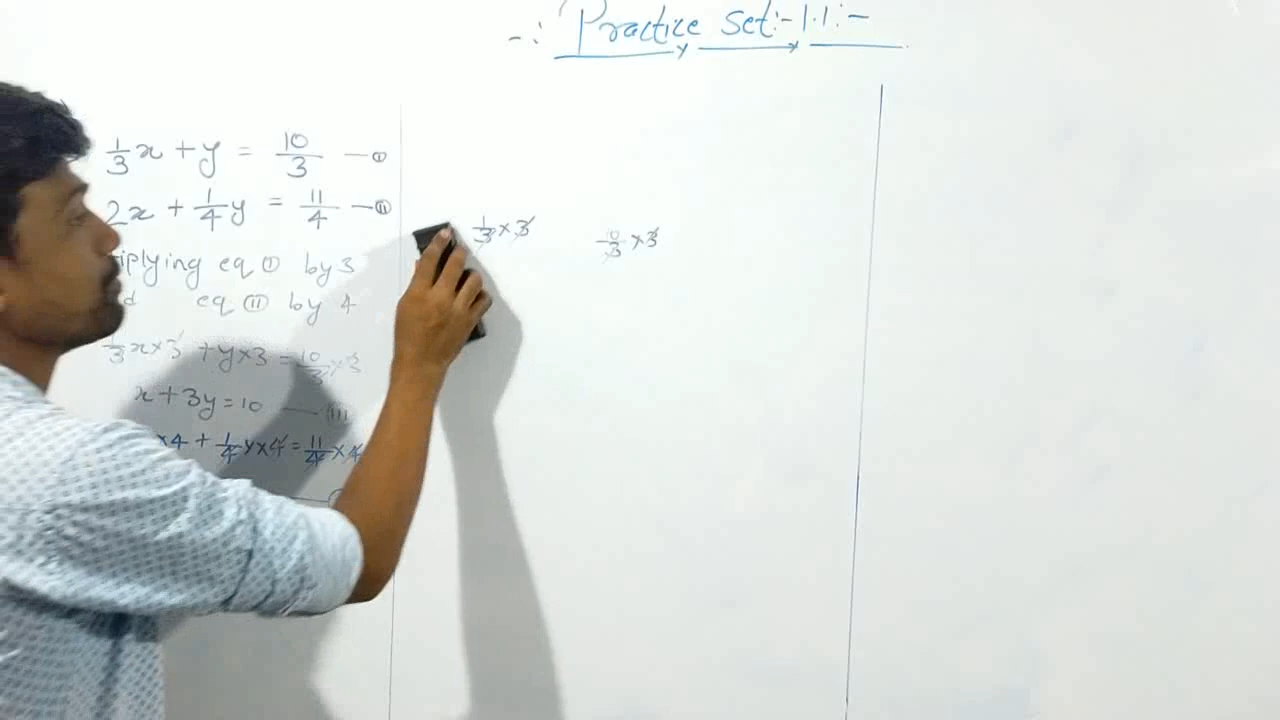 -: Practice Set:- 1.1:-
1/3 x + y = 10/3 — (I)
2x + 1/4 y = 11/4 — (II)
iplying eq (I) by 3
d eq (II) by 4
1/3 x × 3 + y × 3 = 10/3 × 3
x + 3y = 10 — (III)
×4 + 1/4 y × 4 = 11/4 × 4
1/3 × 3
10/3 × 3